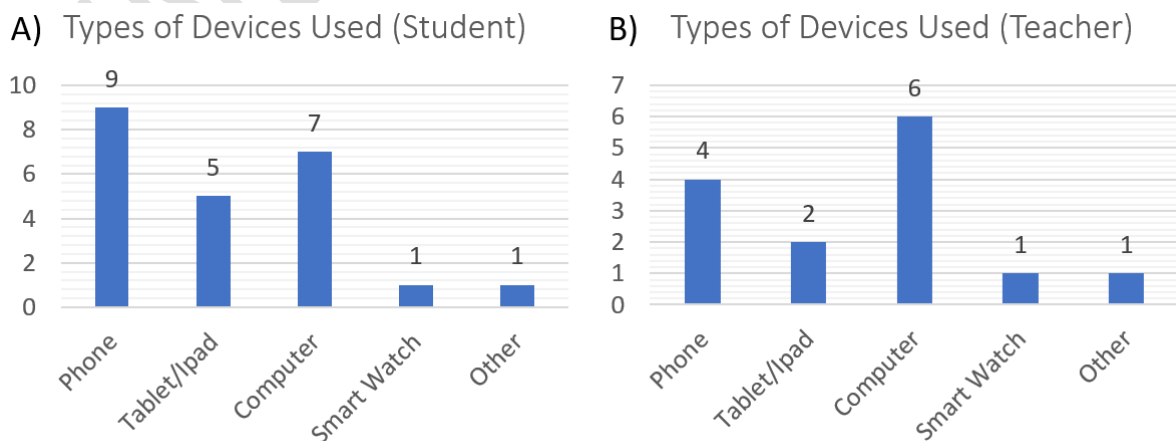 A) Types of Devices Used (Student)
10
8
6
4
2
0
9
5
7
1
1
Phone
Tablet/Ipad
Computer
Smart Watch
Other
B) Types of Devices Used (Teacher)
7
6
5
4
3
2
1
0
4
2
6
1
1
Phone
Tablet/Ipad
Computer
Smart Watch
Other